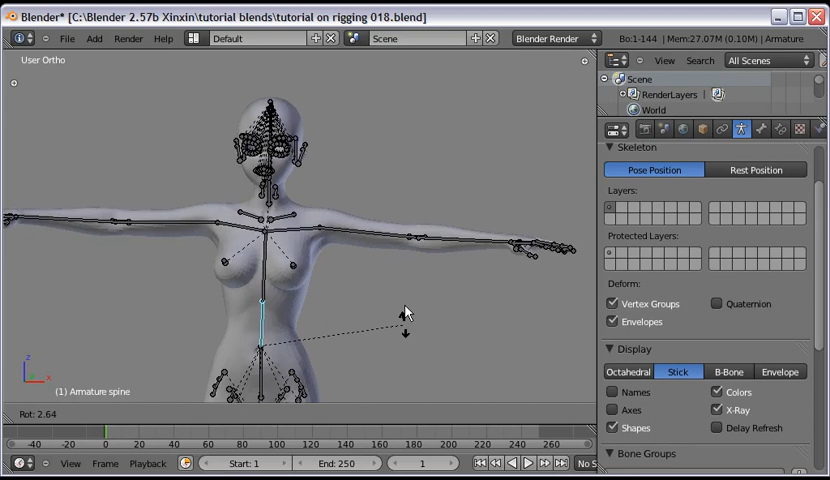 Blender* [C:\Blender 2.57b Xinxin\tutorial blends\tutorial on rigging 018.blend]
File Add Render Help Default Scene Blender Render Bo:1-144 | Mem:27.07M (0.10M) | Armature
User Ortho
View Search All Scenes
Scene
RenderLayers
World
Skeleton
Pose Position Rest Position
Layers:
Protected Layers:
Deform:
Vertex Groups Quaternion
Envelopes
Display
Octahedral Stick B-Bone Envelope
Names Colors
Axes X-Ray
Shapes Delay Refresh
Bone Groups
z
x
(1) Armature spine
Rot: 2.64
-40 -20 0 20 40 60 80 100 120 140 160 180 200 220 240 260
View Frame Playback Start: 1 End: 250 1 No S